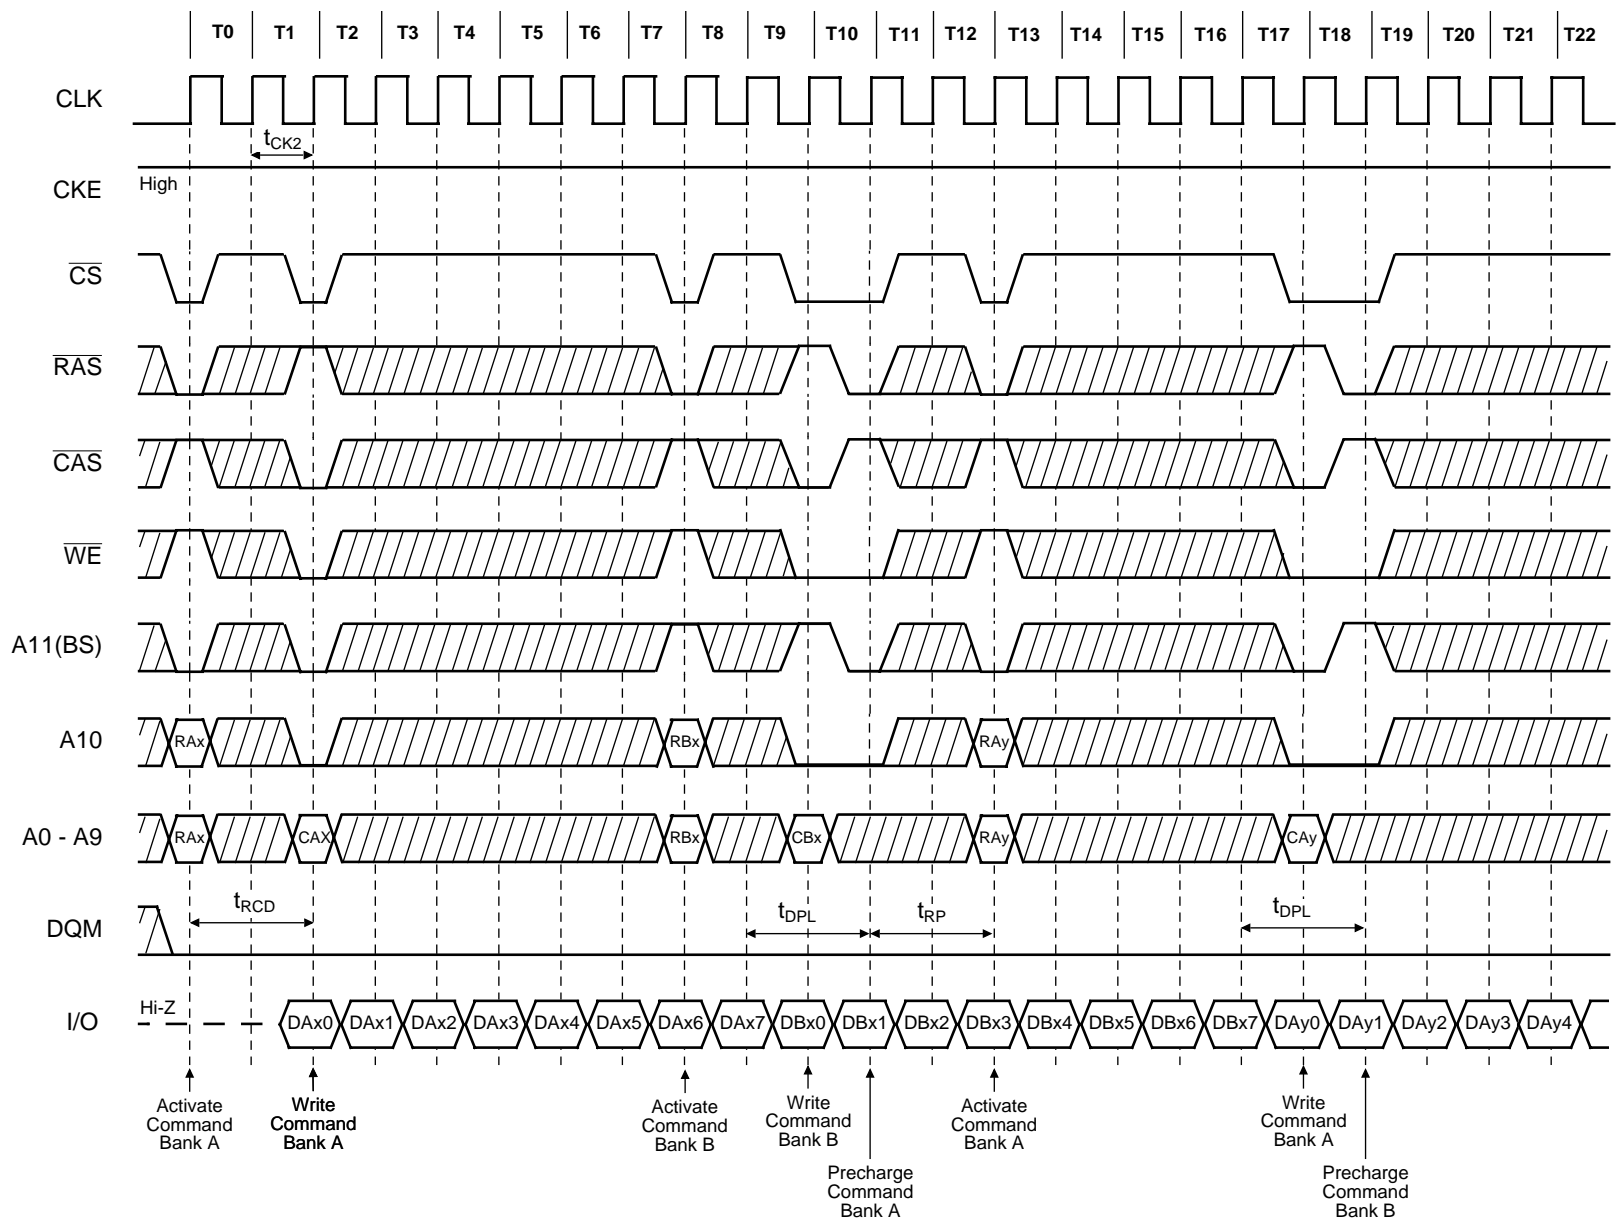 T0 T1 T2 T3 T4 T5 T6 T7 T8 T9 T10 T11 T12 T13 T14 T15 T16 T17 T18 T19 T20 T21 T22
CLK
tCK2
CKE
High
CS
RAS
CAS
WE
A11(BS)
A10
RAx RBx RAy
A0 - A9
RAx CAX RBx CBx RAy CAy
DQM
tRCD tDPL tRP tDPL
I/O
Hi-Z
DAx0 DAx1 DAx2 DAx3 DAx4 DAx5 DAx6 DAx7 DBx0 DBx1 DBx2 DBx3 DBx4 DBx5 DBx6 DBx7 DAy0 DAy1 DAy2 DAy3 DAy4
Activate
Command
Bank A
Write
Command
Bank A
Activate
Command
Bank B
Write
Command
Bank B
Precharge
Command
Bank A
Activate
Command
Bank A
Write
Command
Bank A
Precharge
Command
Bank B